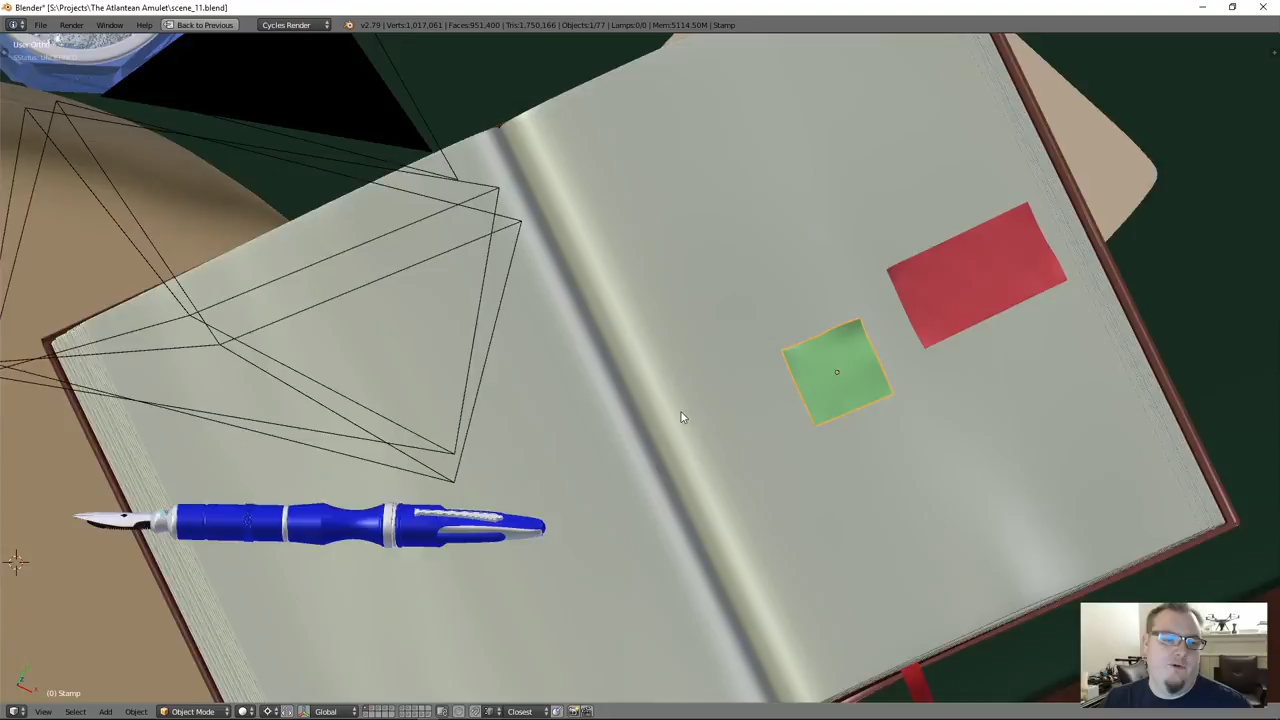 Blender* [S:\Projects\The Atlantean Amulet\scene_11.blend]
File Render Window Help Back to Previous Cycles Render v2.79 | Verts:1,017,061 | Faces:951,400 | Tris:1,750,166 | Objects:1/77 | Lamps:0/0 | Mem:5114.50M | Stamp
User Ortho
(0) Stamp
View Select Add Object Object Mode Global Closest